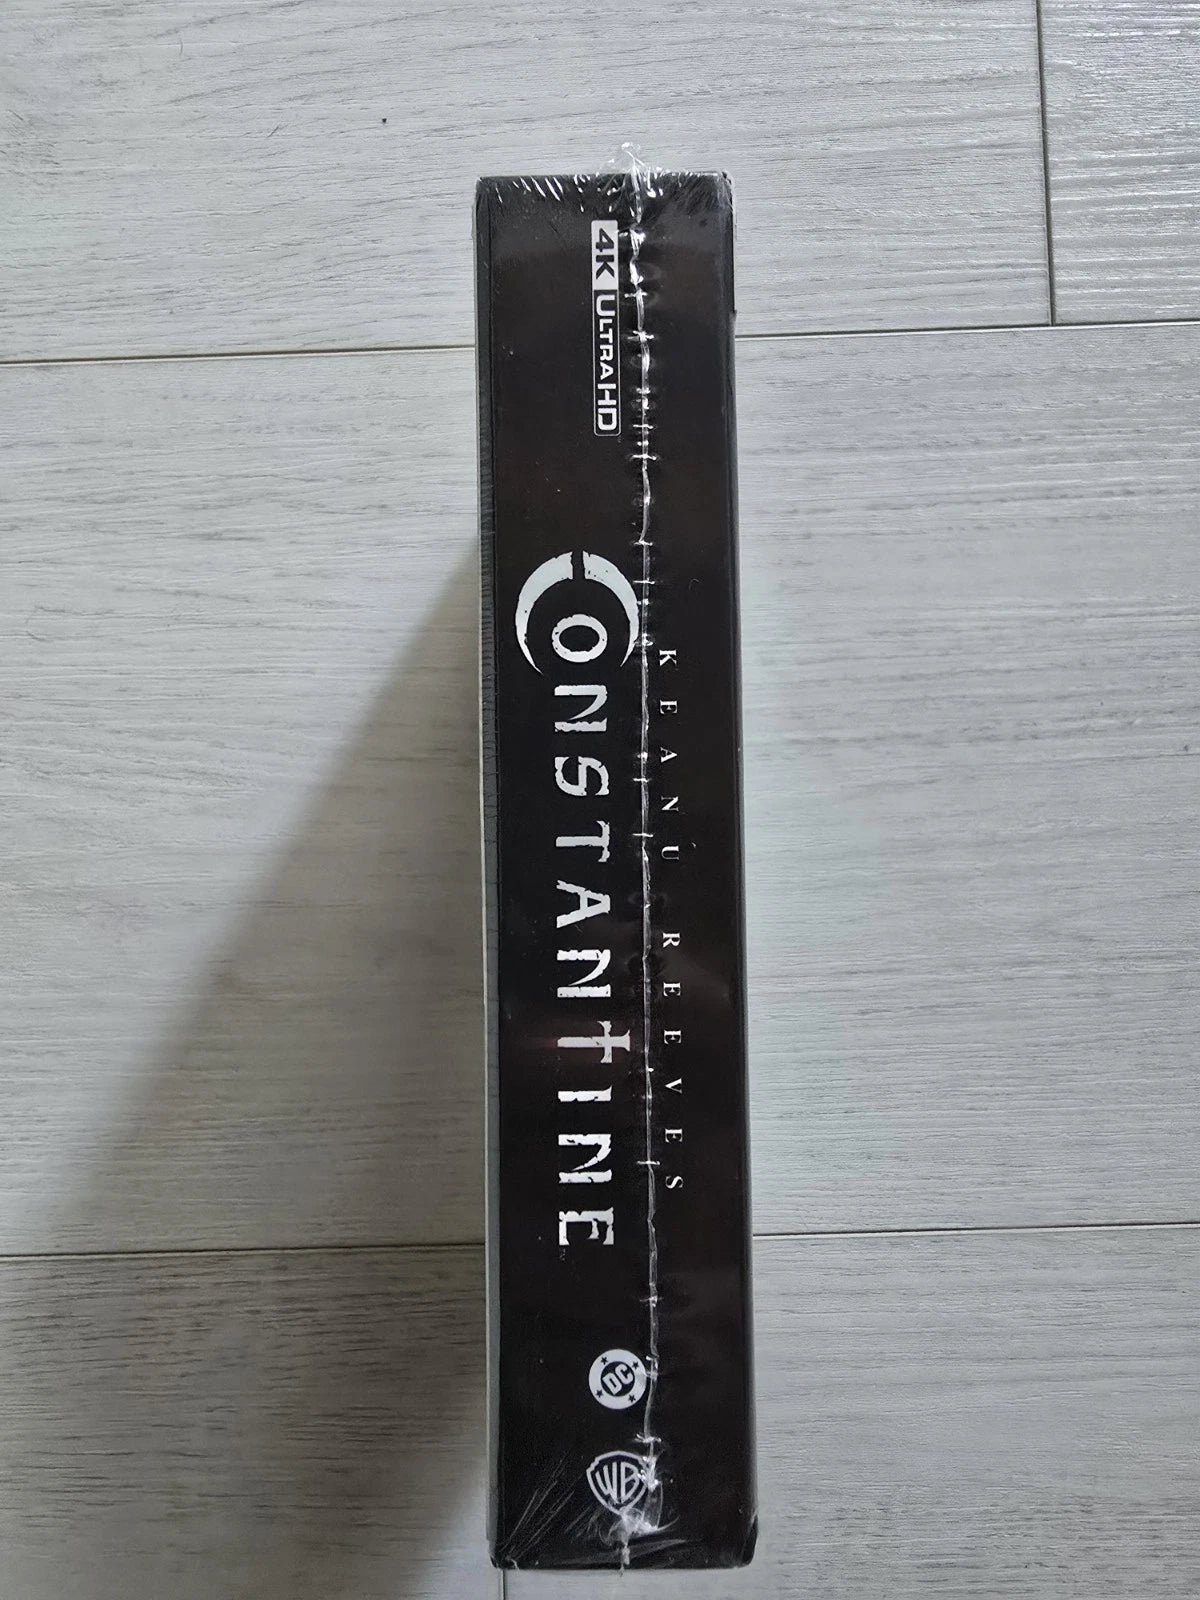 4K ULTRA HD
KEANU REEVES
CONSTANTINE
DC
WB